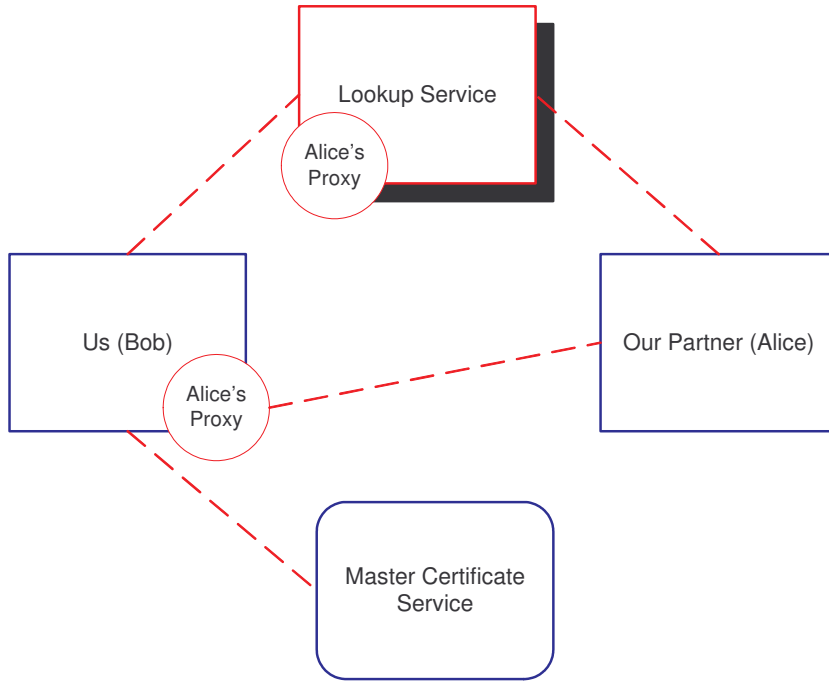 Lookup Service
Alice’s
Proxy
Us (Bob)
Our Partner (Alice)
Alice’s
Proxy
Master Certificate
Service